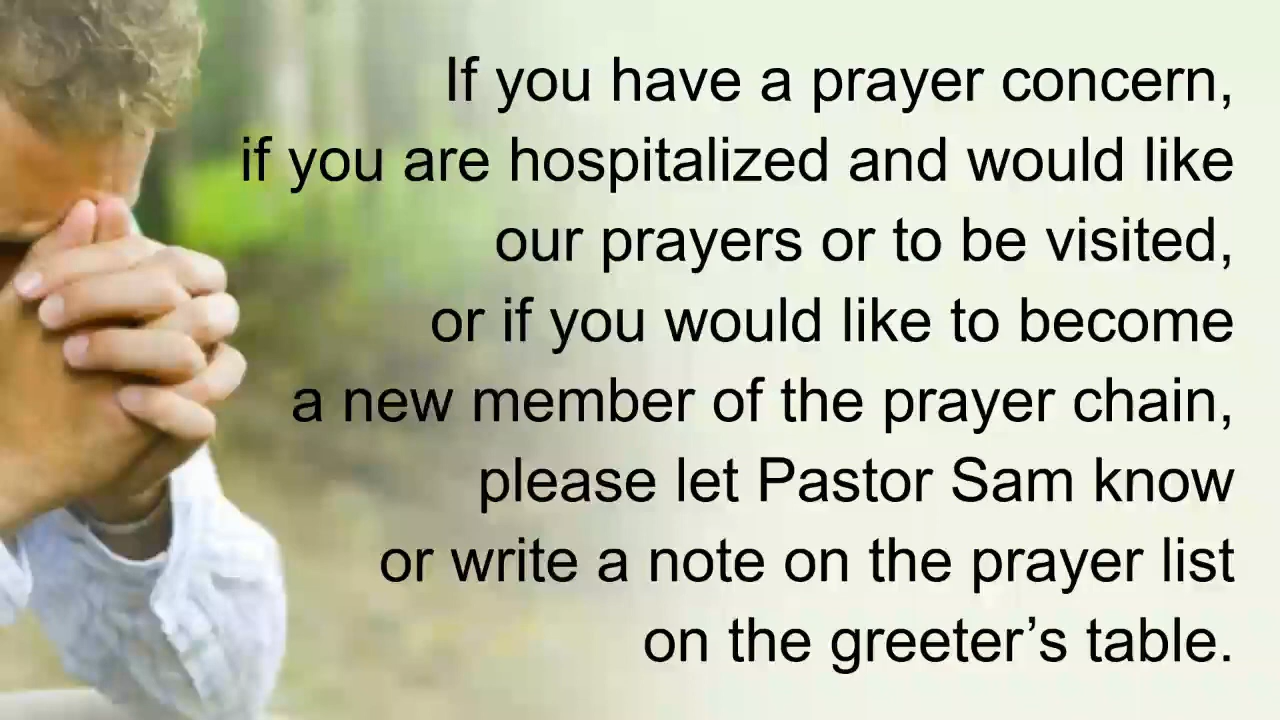 If you have a prayer concern,
if you are hospitalized and would like
our prayers or to be visited,
or if you would like to become
a new member of the prayer chain,
please let Pastor Sam know
or write a note on the prayer list
on the greeter’s table.